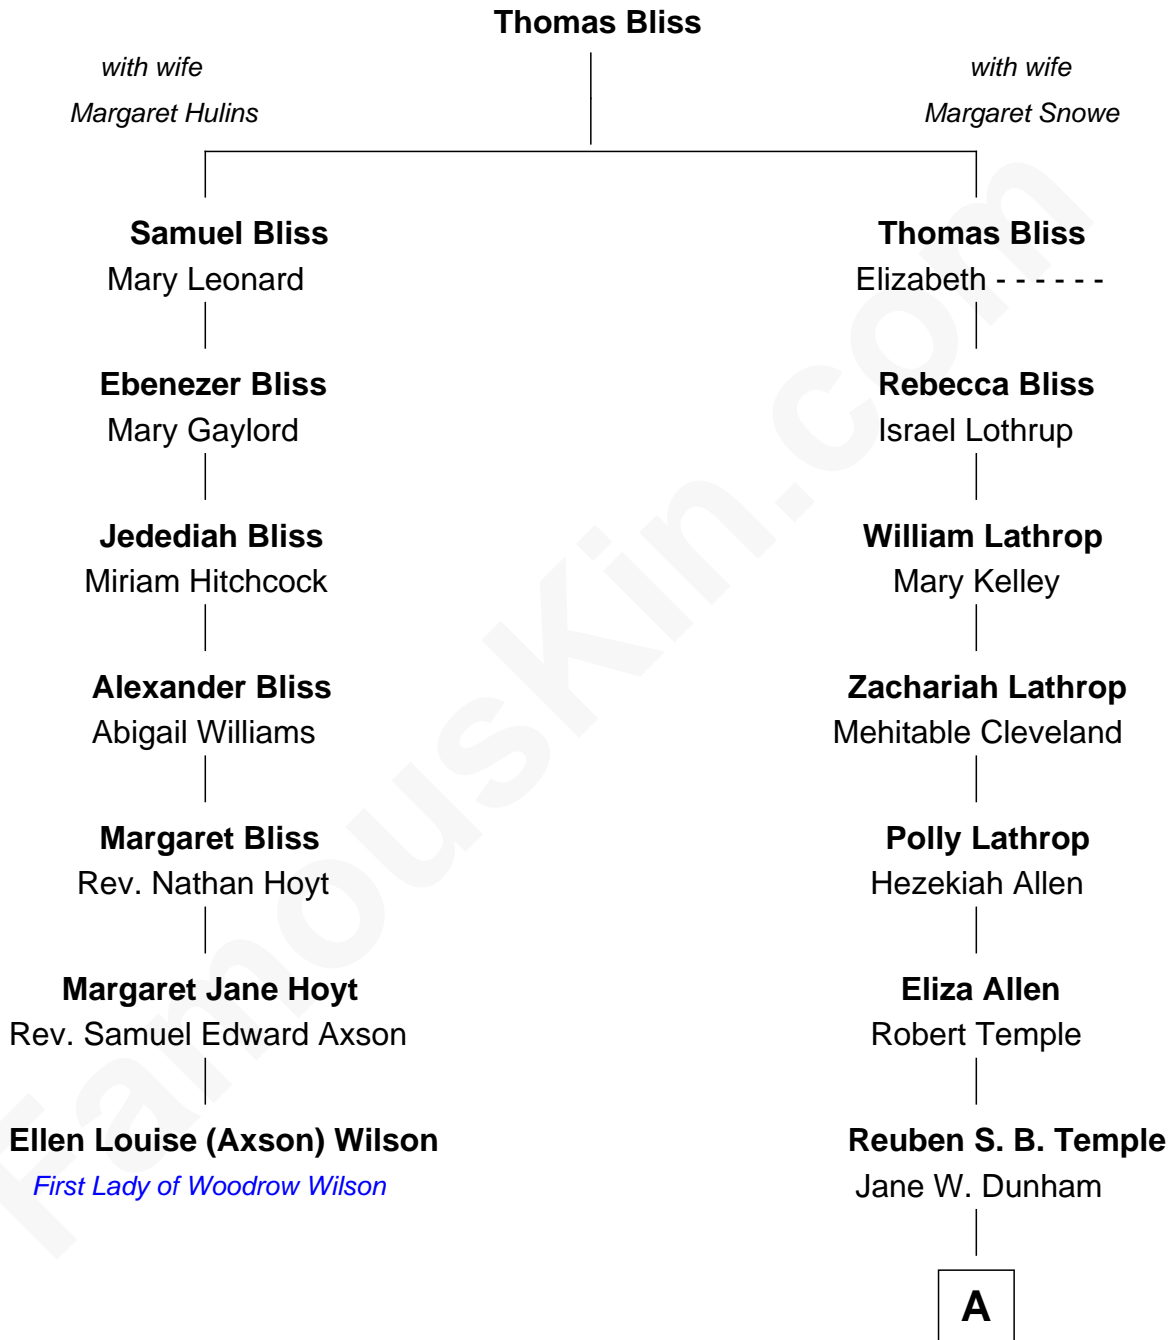 Thomas Bliss
with wife
Margaret Hulins
with wife
Margaret Snowe
Samuel Bliss
Mary Leonard
Thomas Bliss
Elizabeth - - - - - -
Ebenezer Bliss
Mary Gaylord
Rebecca Bliss
Israel Lothrup
Jedediah Bliss
Miriam Hitchcock
William Lathrop
Mary Kelley
Alexander Bliss
Abigail Williams
Zachariah Lathrop
Mehitable Cleveland
Margaret Bliss
Rev. Nathan Hoyt
Polly Lathrop
Hezekiah Allen
Margaret Jane Hoyt
Rev. Samuel Edward Axson
Eliza Allen
Robert Temple
Ellen Louise (Axson) Wilson
First Lady of Woodrow Wilson
Reuben S. B. Temple
Jane W. Dunham
A
FamousKin.com